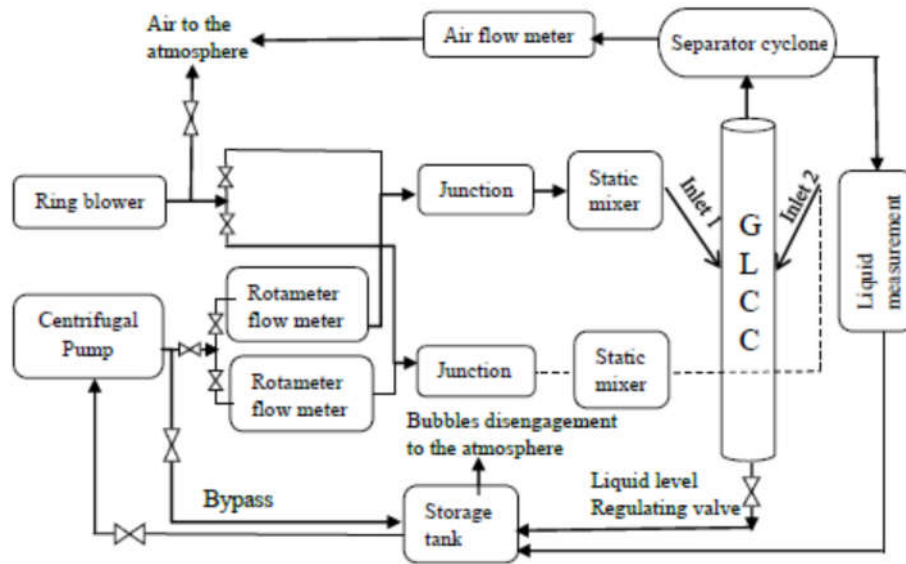 Air to the
atmosphere
Air flow meter
Separator cyclone
Ring blower
Junction
Static
mixer
Inlet 1
Inlet 2
G
L
C
C
Liquid
measurement
Centrifugal
Pump
Rotameter
flow meter
Rotameter
flow meter
Junction
Static
mixer
Bubbles disengagement
to the atmosphere
Bypass
Storage
tank
Liquid level
Regulating valve